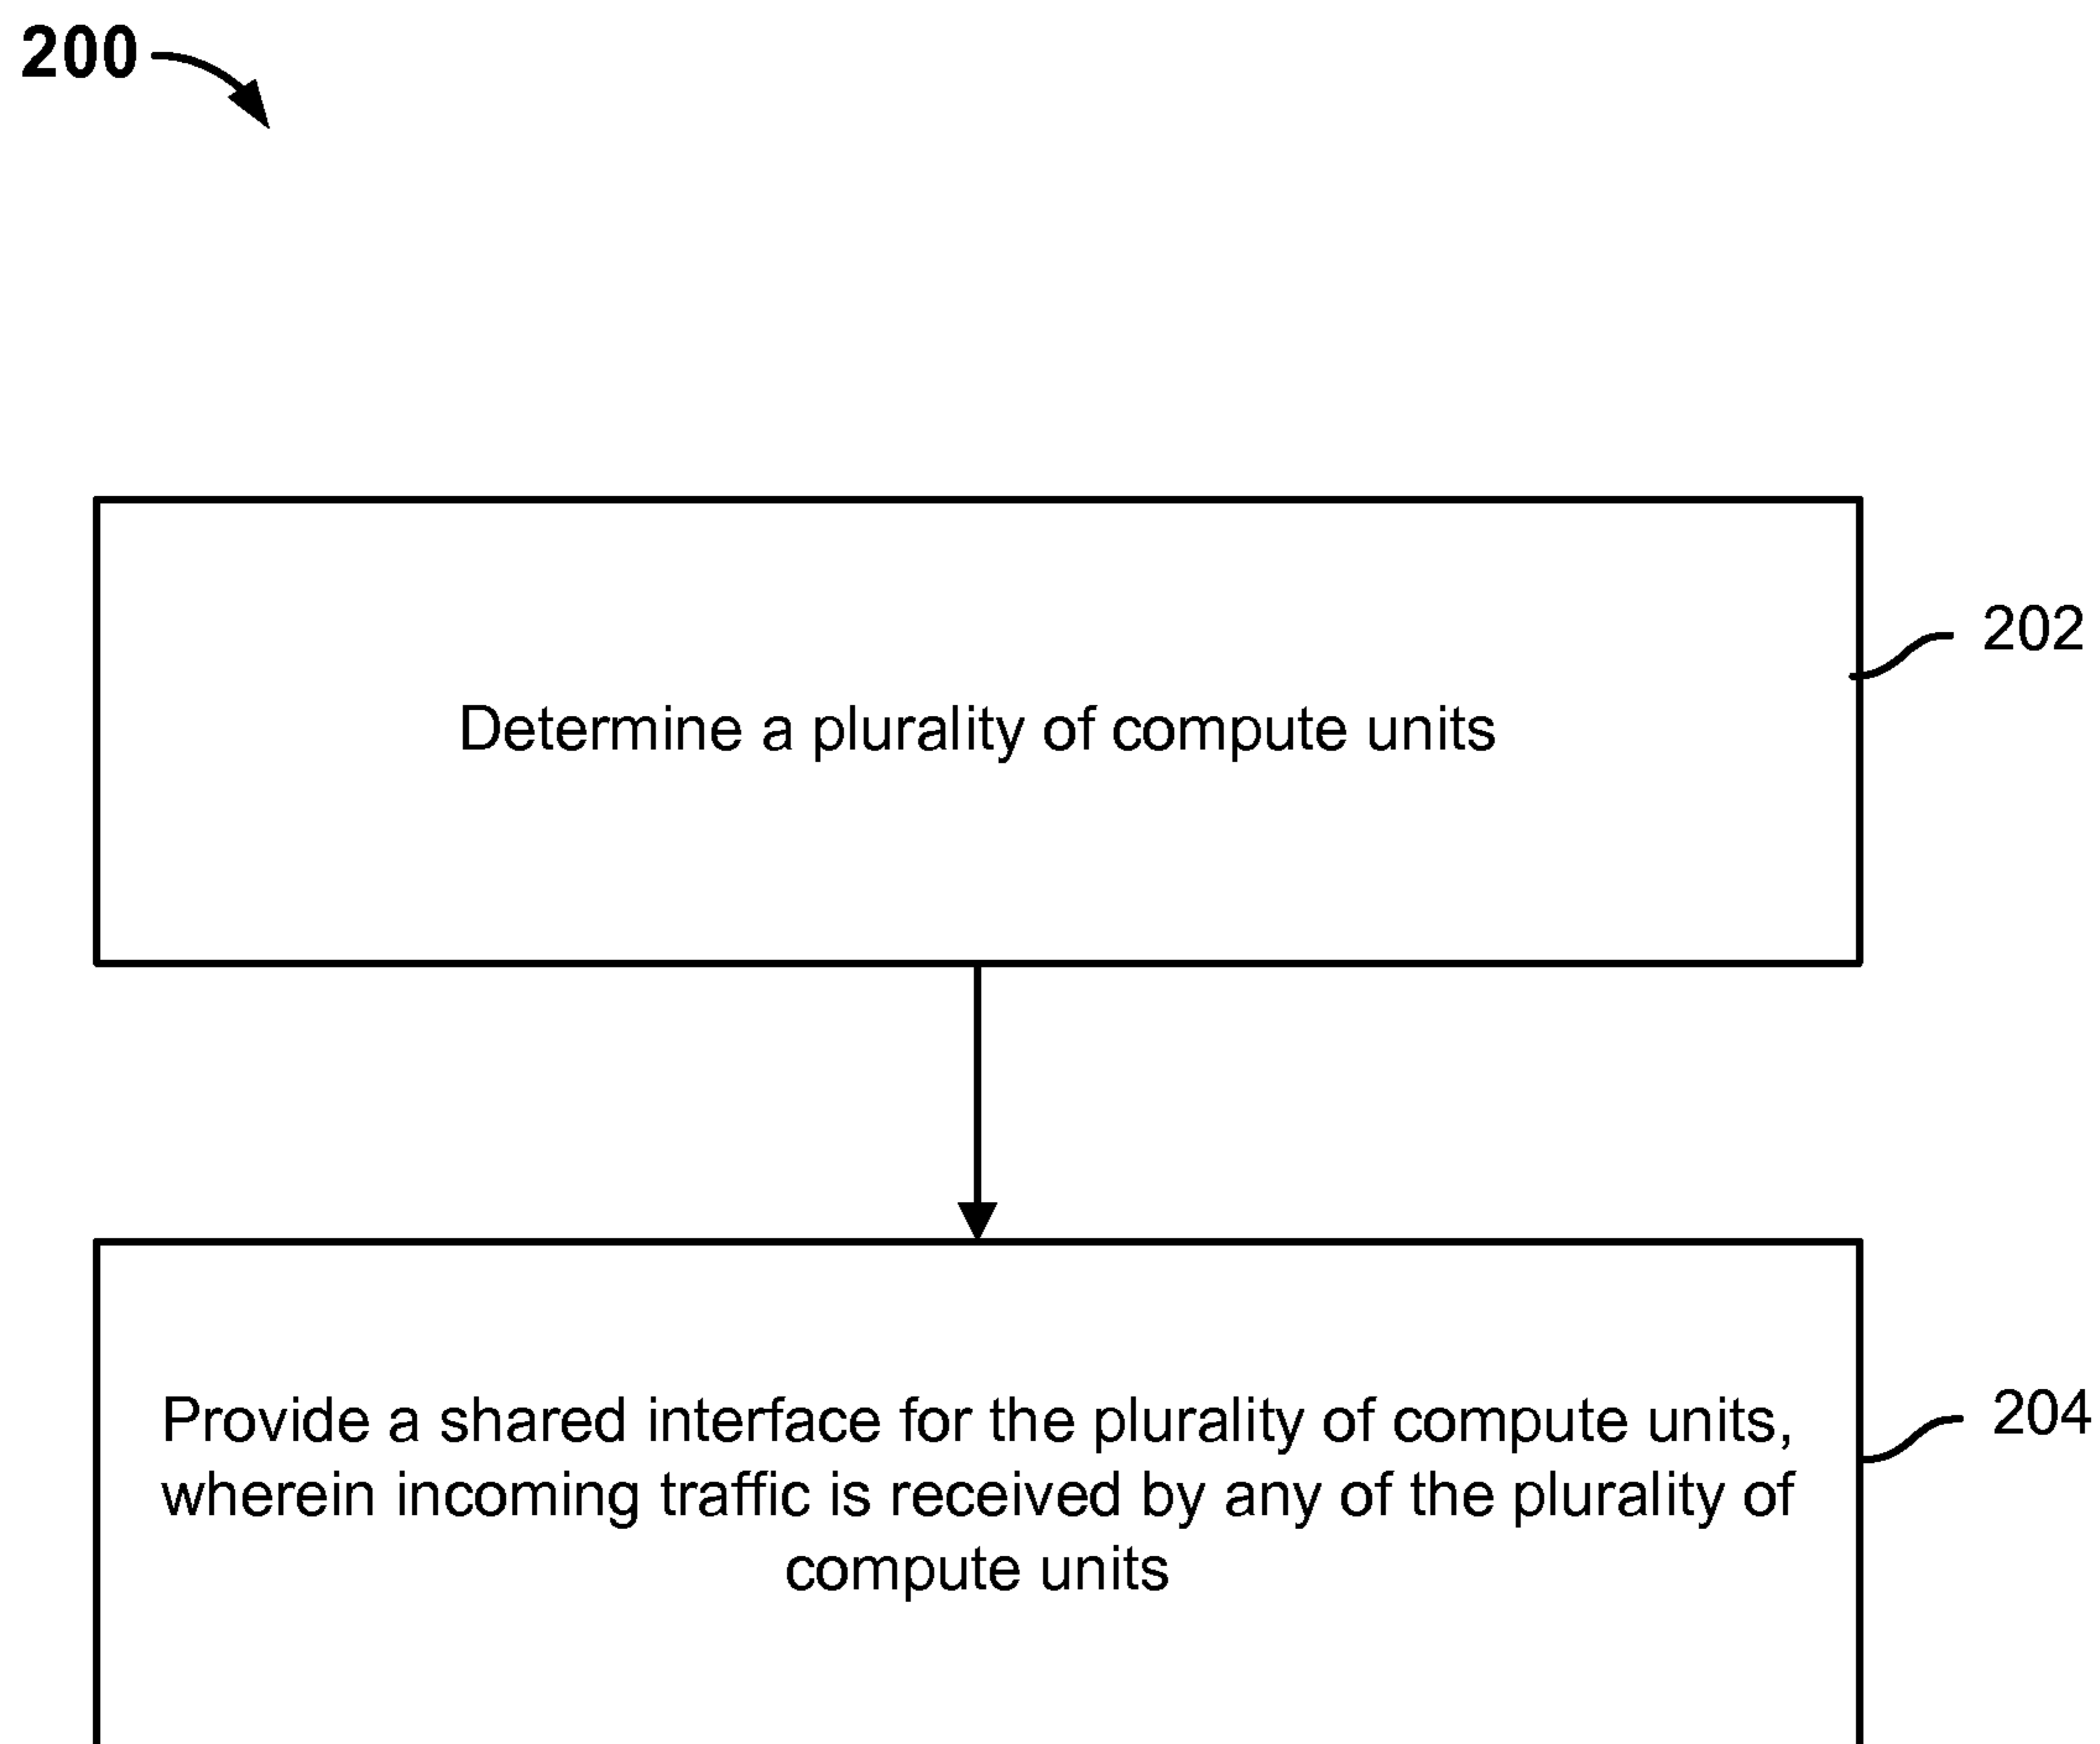 200
Determine a plurality of compute units
202
Provide a shared interface for the plurality of compute units,
wherein incoming traffic is received by any of the plurality of
compute units
204